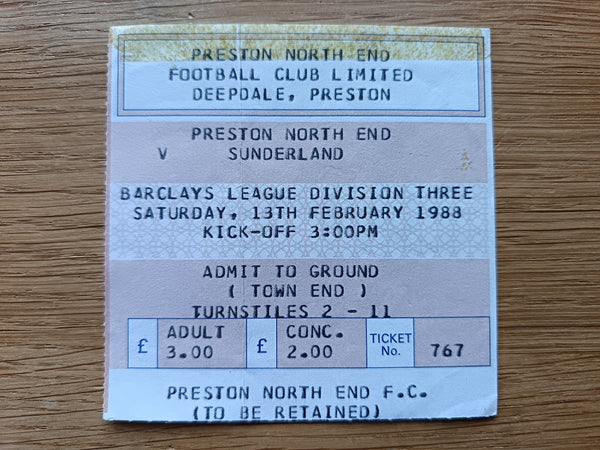 PRESTON NORTH END
FOOTBALL CLUB LIMITED
DEEPDALE, PRESTON
PRESTON NORTH END
V SUNDERLAND
BARCLAYS LEAGUE DIVISION THREE
SATURDAY, 13TH FEBRUARY 1988
KICK-OFF 3:00PM
ADMIT TO GROUND
( TOWN END )
TURNSTILES 2 - 11
£ ADULT 3.00 £ CONC. 2.00 TICKET No. 767
PRESTON NORTH END F.C.
(TO BE RETAINED)